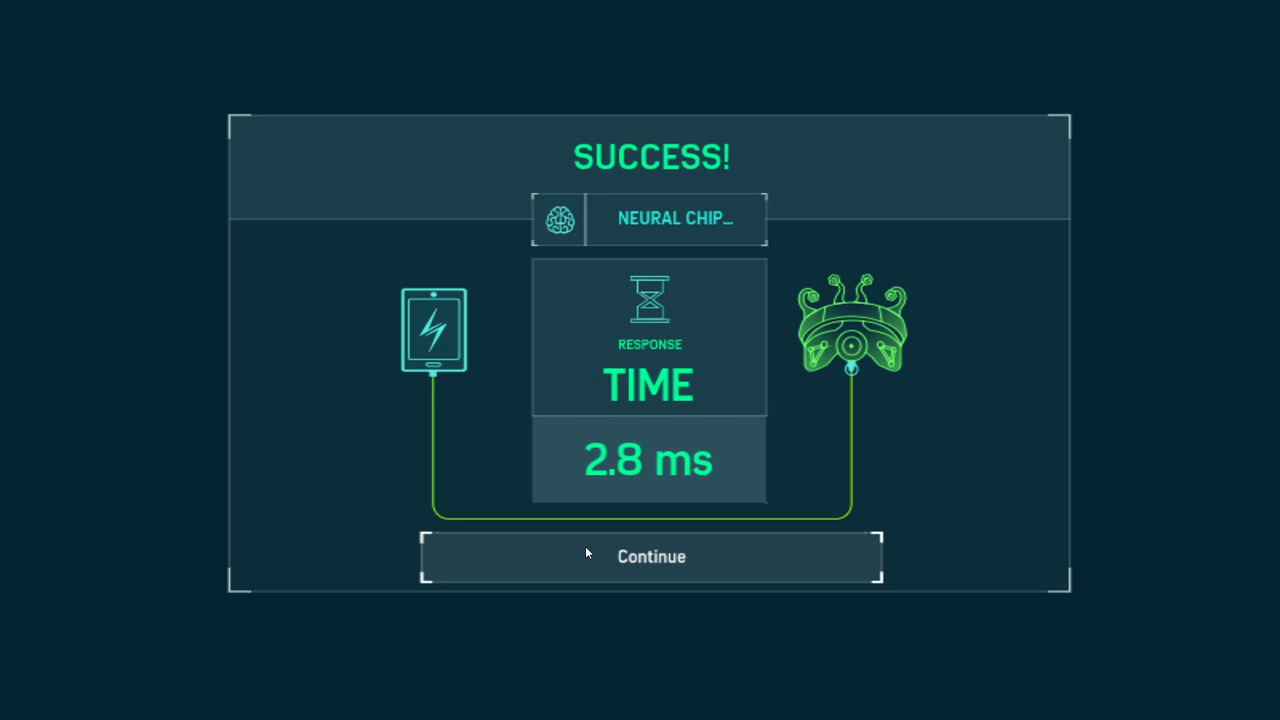 SUCCESS!
NEURAL CHIP...
RESPONSE
TIME
2.8 ms
Continue